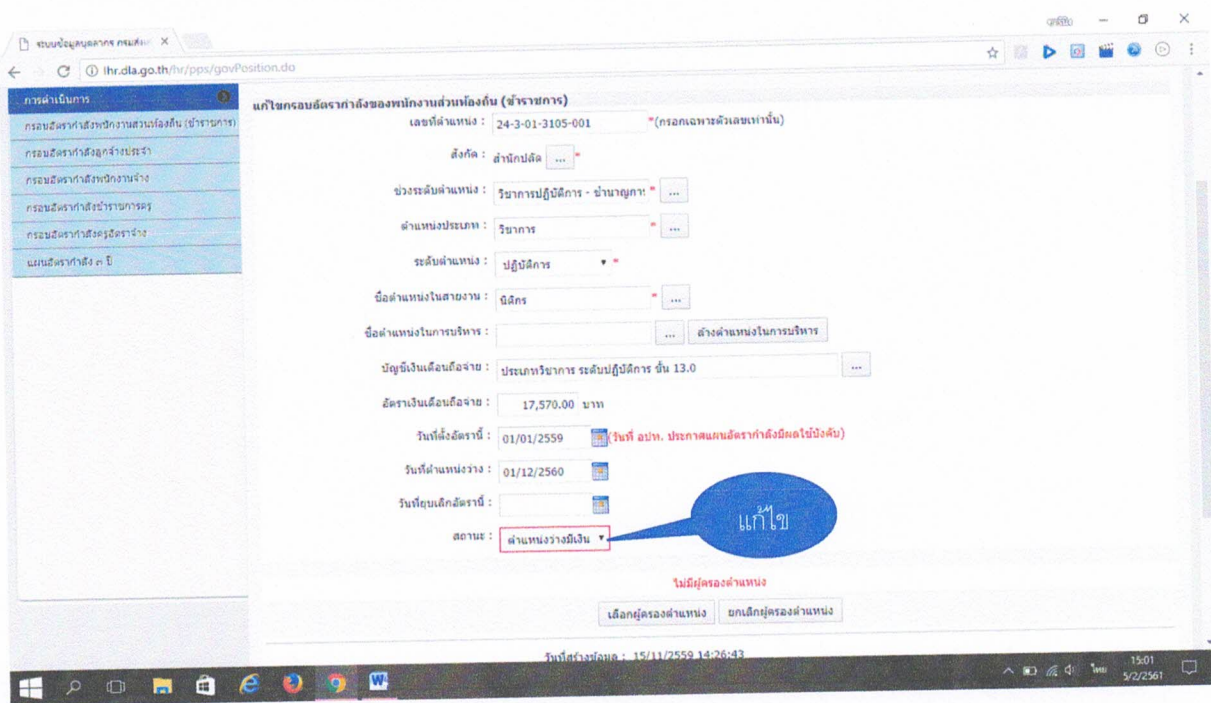 ระบบข้อมูลบุคลากร กรมส่งเ
lhr.dla.go.th/hr/pps/govPosition.do
การดำเนินการ
กรอบอัตรากำลังพนักงานส่วนท้องถิ่น (ข้าราชการ)
กรอบอัตรากำลังลูกจ้างประจำ
กรอบอัตรากำลังพนักงานจ้าง
กรอบอัตรากำลังข้าราชการครู
กรอบอัตรากำลังครูอัตราจ้าง
แผนอัตรากำลัง ๓ ปี
แก้ไขกรอบอัตรากำลังของพนักงานส่วนท้องถิ่น (ข้าราชการ)
เลขที่ตำแหน่ง : 24-3-01-3105-001 *(กรอกเฉพาะตัวเลขเท่านั้น)
สังกัด : สำนักปลัด ... *
ช่วงระดับตำแหน่ง : วิชาการปฏิบัติการ - ชำนาญกา * ...
ตำแหน่งประเภท : วิชาการ * ...
ระดับตำแหน่ง : ปฏิบัติการ *
ชื่อตำแหน่งในสายงาน : นิติกร * ...
ชื่อตำแหน่งในการบริหาร : ... ล้างตำแหน่งในการบริหาร
บัญชีเงินเดือนถือจ่าย : ประเภทวิชาการ ระดับปฏิบัติการ ขั้น 13.0 ...
อัตราเงินเดือนถือจ่าย : 17,570.00 บาท
วันที่ตั้งอัตรานี้ : 01/01/2559 (วันที่ อปท. ประกาศแผนอัตรากำลังมีผลใช้บังคับ)
วันที่ตำแหน่งว่าง : 01/12/2560
วันที่ยุบเลิกอัตรานี้ :
สถานะ : ตำแหน่งว่างมีเงิน
แก้ไข
ไม่มีผู้ครองตำแหน่ง
เลือกผู้ครองตำแหน่ง ยกเลิกผู้ครองตำแหน่ง
วันที่สร้างข้อมูล : 15/11/2559 14:26:43
ไทย 15:01
5/2/2561